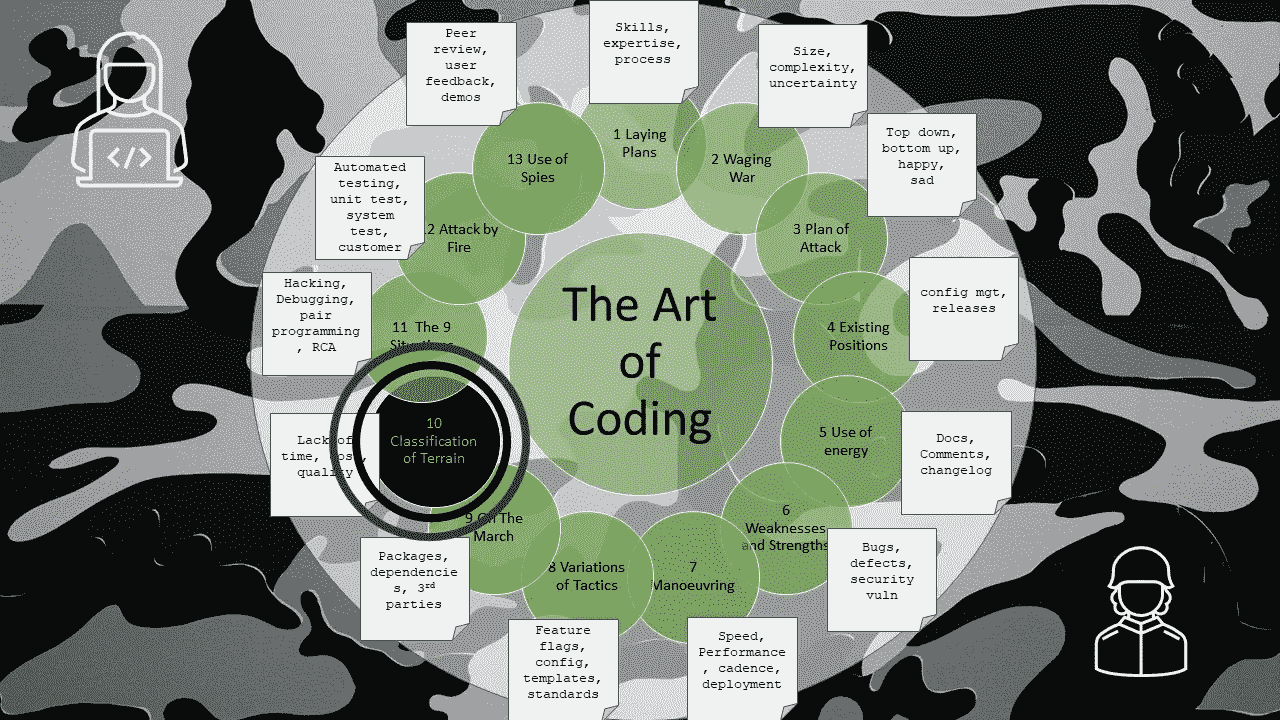 Peer
review,
user
feedback,
demos
Skills,
expertise,
process
Size,
complexity,
uncertainty
Top down,
bottom up,
happy,
sad
Automated
testing,
unit test,
system
test,
customer
Hacking,
Debugging,
pair
programming
, RCA
config mgt,
releases
Lack of
time,
quality
Docs,
Comments,
changelog
Packages,
dependencie
s, 3rd
parties
Bugs,
defects,
security
vuln
Feature
flags,
config,
templates,
standards
Speed,
Performance
, cadence,
deployment
</>
The Art
of
Coding
1 Laying
Plans
2 Waging
War
3 Plan of
Attack
4 Existing
Positions
5 Use of
energy
6
Weaknesses
and Strengths
7
Manoeuvring
8 Variations
of Tactics
9 On The
March
10
Classification
of Terrain
11 The 9
12 Attack by
Fire
13 Use of
Spies